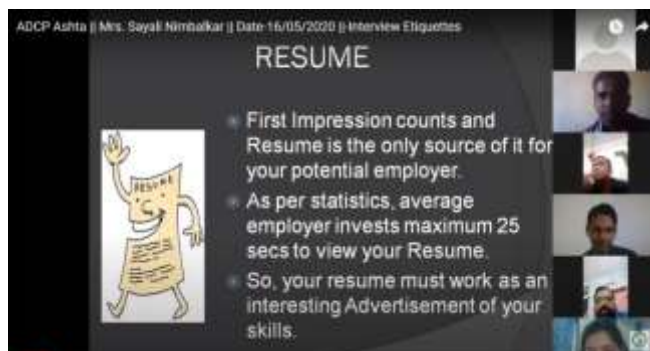 ADCP Ashta || Mrs. Sayali Nimbalkar || Date-16/05/2020 ||-Interview Etiquettes
RESUME
First Impression counts and
Resume is the only source of it for
your potential employer.
As per statistics, average
employer invests maximum 25
secs to view your Resume.
So, your resume must work as an
interesting Advertisement of your
skills.
RESUME